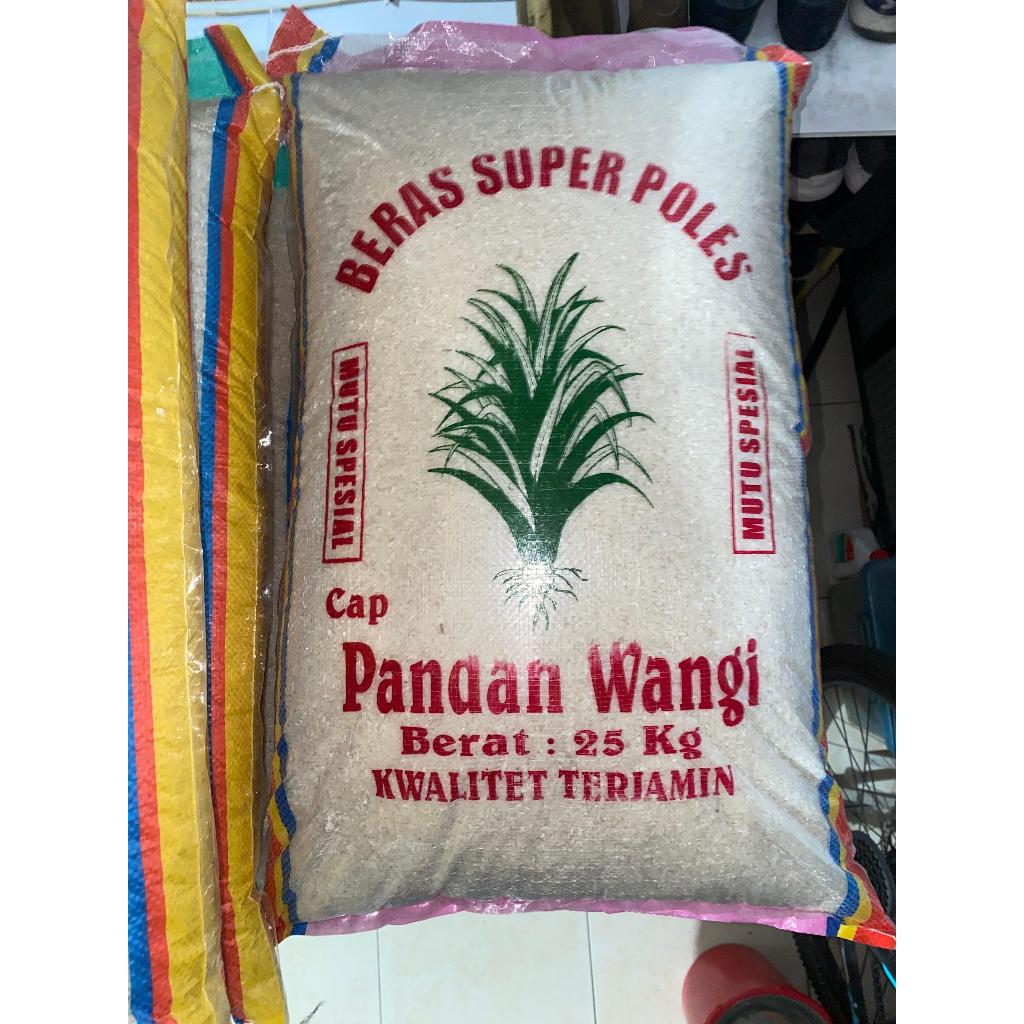 BERAS SUPER POLES
MUTU SPESIAL
MUTU SPESIAL
Cap
Pandan Wangi
Berat : 25 Kg
KWALITET TERJAMIN